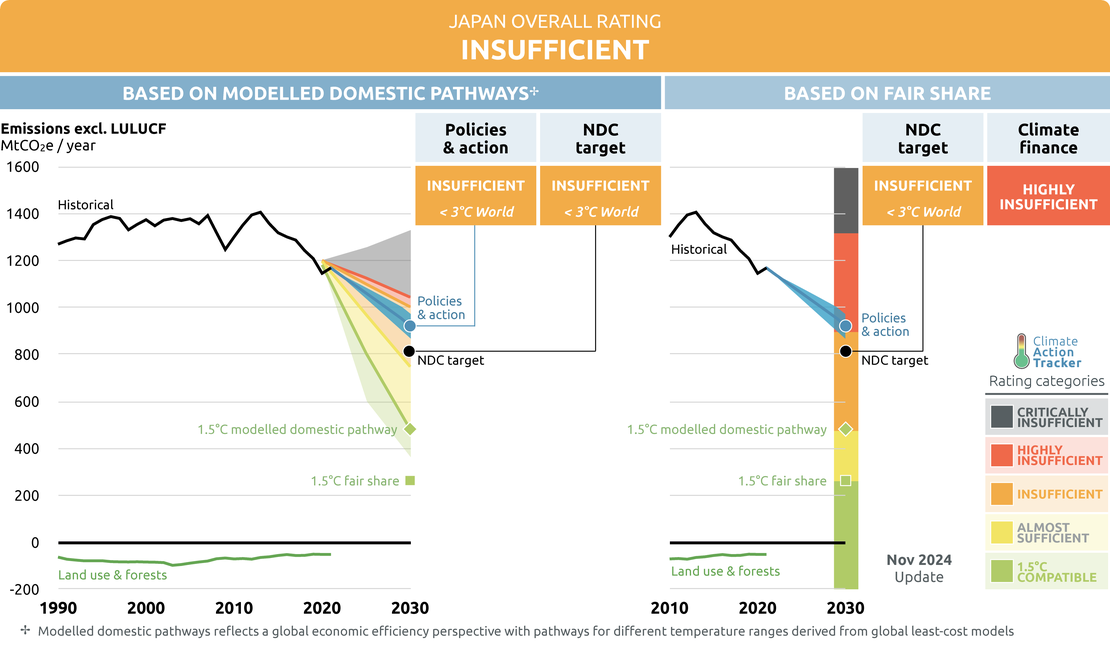 JAPAN OVERALL RATING
INSUFFICIENT
BASED ON MODELLED DOMESTIC PATHWAYS✢
BASED ON FAIR SHARE
Emissions excl. LULUCF
MtCO₂e / year
Policies
& action
NDC
target
NDC
target
Climate
finance
INSUFFICIENT
< 3°C World
INSUFFICIENT
< 3°C World
INSUFFICIENT
< 3°C World
HIGHLY
INSUFFICIENT
1600
1400
1200
1000
800
600
400
200
0
-200
Historical
Policies
& action
NDC target
1.5°C modelled domestic pathway
1.5°C fair share
Land use & forests
1990
2000
2010
2020
2030
Historical
Policies
& action
NDC target
1.5°C modelled domestic pathway
1.5°C fair share
Land use & forests
2010
2020
2030
Climate
Action
Tracker
Rating categories
CRITICALLY
INSUFFICIENT
HIGHLY
INSUFFICIENT
INSUFFICIENT
ALMOST
SUFFICIENT
1.5°C
COMPATIBLE
Nov 2024
Update
✢ Modelled domestic pathways reflects a global economic efficiency perspective with pathways for different temperature ranges derived from global least-cost models